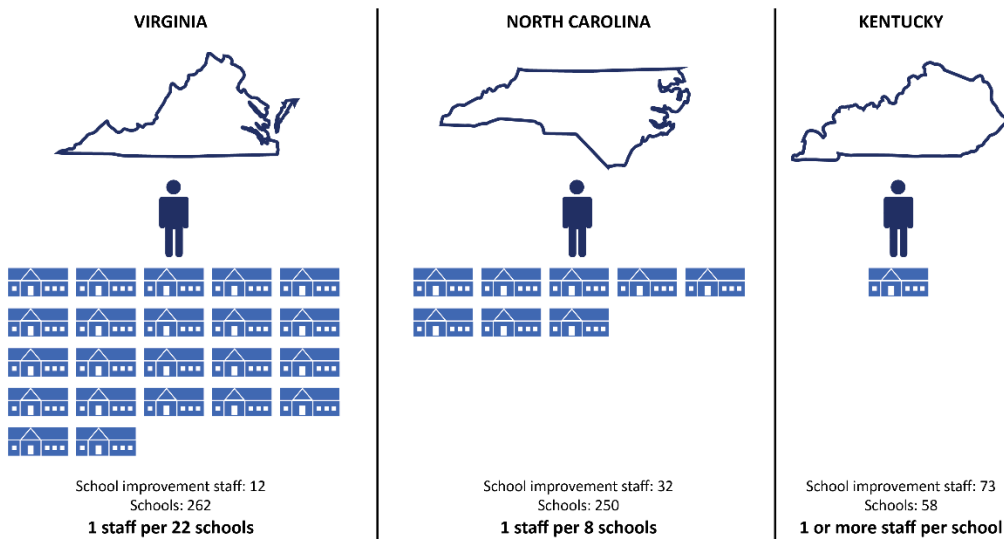 VIRGINIA
School improvement staff: 12
Schools: 262
1 staff per 22 schools
NORTH CAROLINA
School improvement staff: 32
Schools: 250
1 staff per 8 schools
KENTUCKY
School improvement staff: 73
Schools: 58
1 or more staff per school